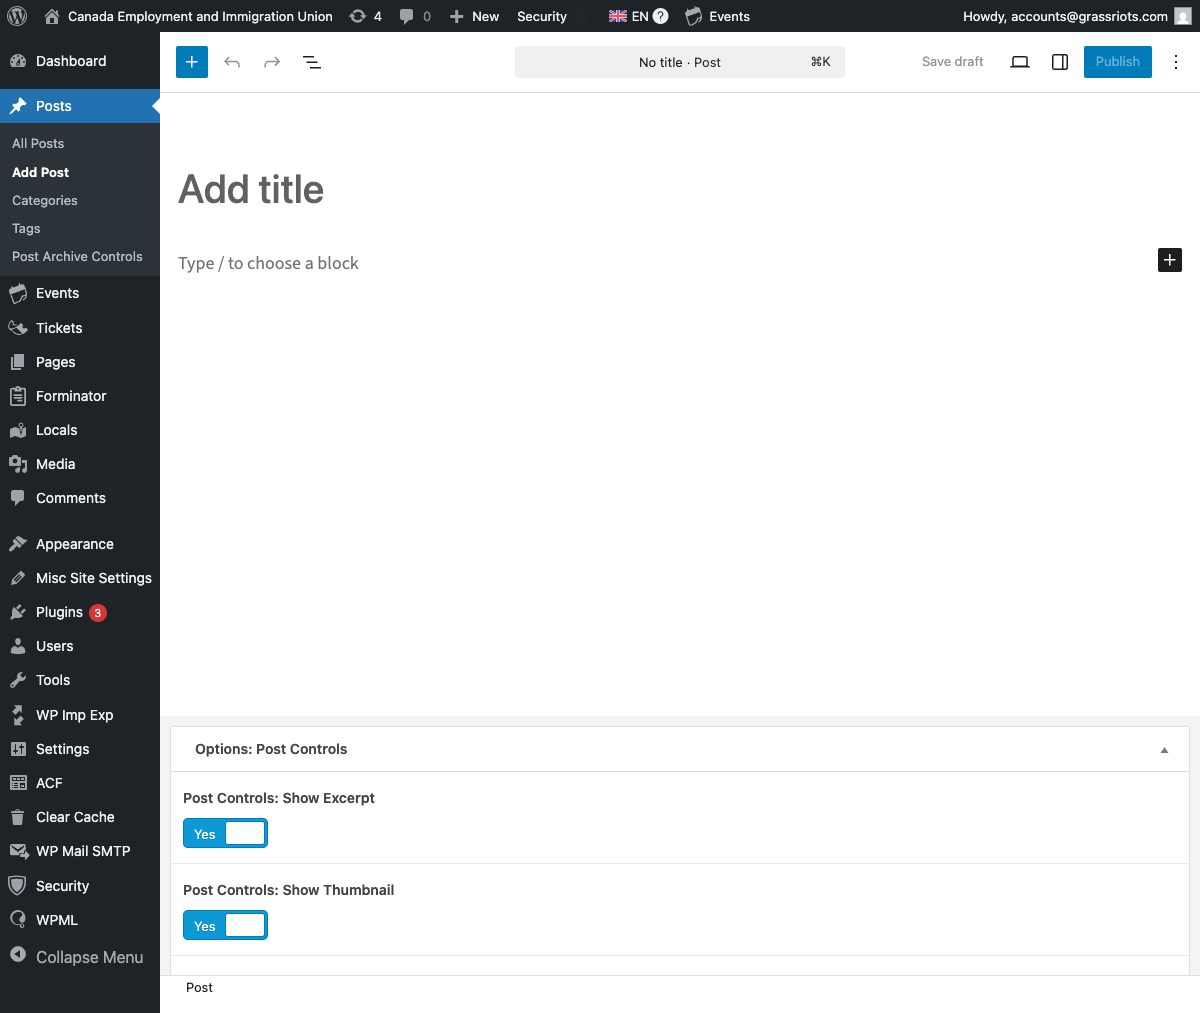 Canada Employment and Immigration Union 4 0 New Security EN ? Events Howdy, accounts@grassriots.com
Dashboard
Posts
All Posts
Add Post
Categories
Tags
Post Archive Controls
Events
Tickets
Pages
Forminator
Locals
Media
Comments
Appearance
Misc Site Settings
Plugins 3
Users
Tools
WP Imp Exp
Settings
ACF
Clear Cache
WP Mail SMTP
Security
WPML
Collapse Menu
No title · Post ⌘K Save draft Publish
Add title
Type / to choose a block
Options: Post Controls
Post Controls: Show Excerpt
Yes
Post Controls: Show Thumbnail
Yes
Post